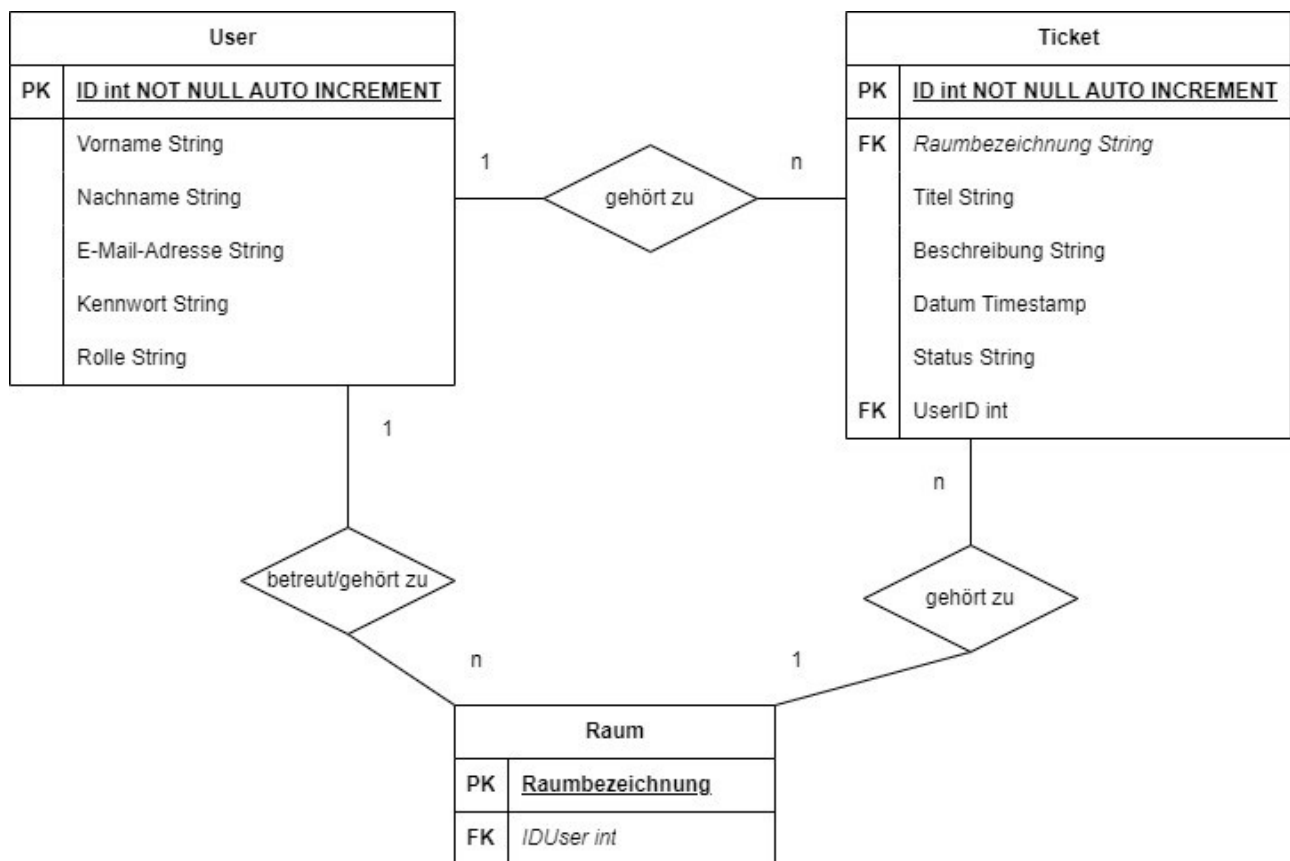 User
PK ID int NOT NULL AUTO INCREMENT
Vorname String
Nachname String
E-Mail-Adresse String
Kennwort String
Rolle String
1
gehört zu
n
Ticket
PK ID int NOT NULL AUTO INCREMENT
FK Raumbezeichnung String
Titel String
Beschreibung String
Datum Timestamp
Status String
FK UserID int
1
betreut/gehört zu
n
n
gehört zu
1
Raum
PK Raumbezeichnung
FK IDUser int